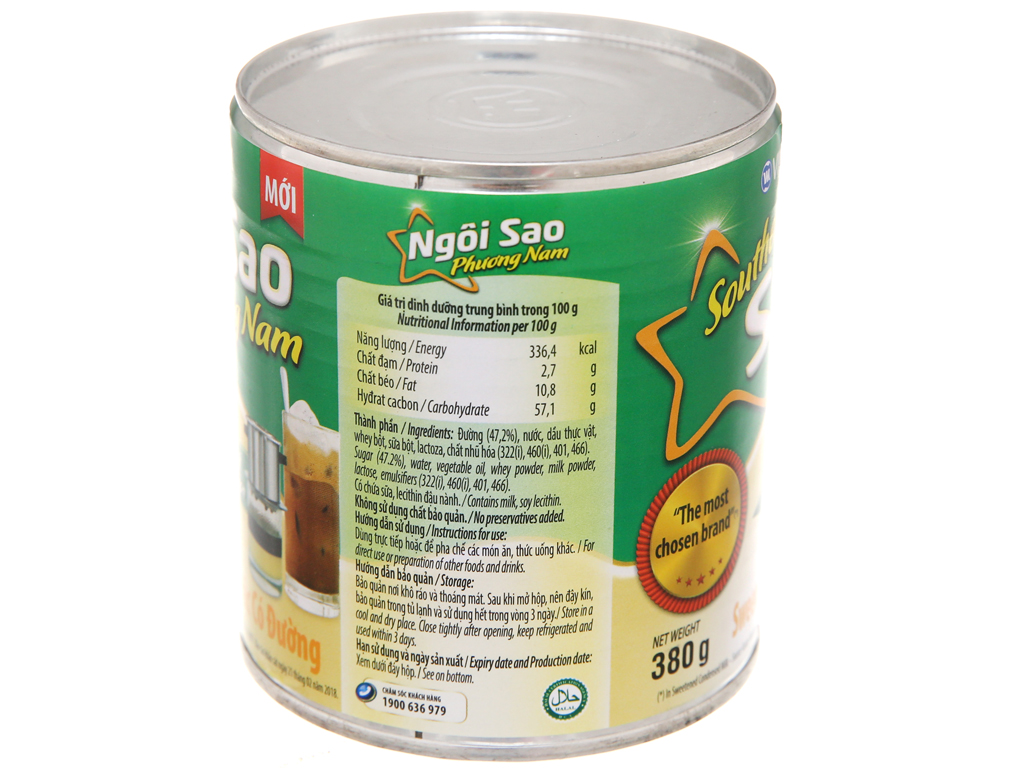 MỚI
Sao
Nam
Có Đường
Ngôi Sao
Phương Nam
Giá trị dinh dưỡng trung bình trong 100 g
Nutritional Information per 100 g
Năng lượng / Energy 336,4 kcal
Chất đạm / Protein 2,7 g
Chất béo / Fat 10,8 g
Hyđrat cacbon / Carbohydrate 57,1 g
Thành phần / Ingredients: Đường (47,2%), nước, dầu thực vật,
whey bột, sữa bột, lactoza, chất nhũ hóa (322(i), 460(i), 401, 466).
Sugar (47.2%), water, vegetable oil, whey powder, milk powder,
lactose, emulsifiers (322(i), 460(i), 401, 466).
Có chứa sữa, lecithin đậu nành. / Contains milk, soy lecithin.
Không sử dụng chất bảo quản. / No preservatives added.
Hướng dẫn sử dụng / Instructions for use:
Dùng trực tiếp hoặc để pha chế các món ăn, thức uống khác. / For
direct use or preparation of other foods and drinks.
Hướng dẫn bảo quản / Storage:
Bảo quản nơi khô ráo và thoáng mát. Sau khi mở hộp, nên đậy kín,
bảo quản trong tủ lạnh và sử dụng hết trong vòng 3 ngày. / Store in a
cool and dry place. Close tightly after opening, keep refrigerated and
used within 3 days.
Hạn sử dụng và ngày sản xuất / Expiry date and Production date:
Xem dưới đáy hộp. / See on bottom.
CHĂM SÓC KHÁCH HÀNG
1900 636 979
حلال
HALAL
"The most
chosen brand"
NET WEIGHT
380 g